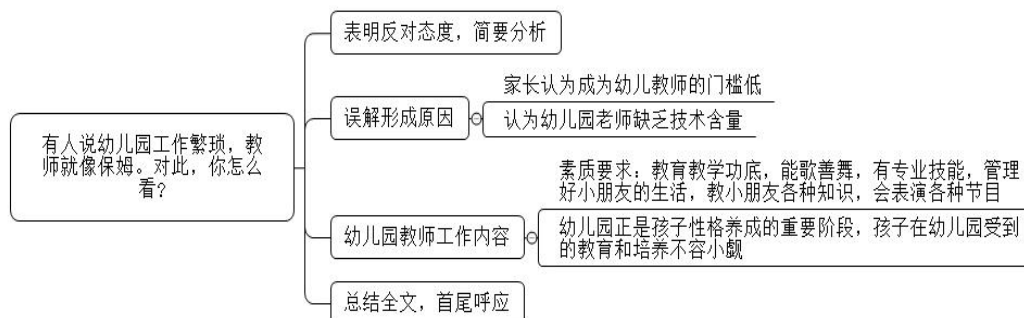 有人说幼儿园工作繁琐，教
师就像保姆。对此，你怎么
看？
表明反对态度，简要分析
误解形成原因
家长认为成为幼儿教师的门槛低
认为幼儿园老师缺乏技术含量
幼儿园教师工作内容
素质要求：教育教学功底，能歌善舞，有专业技能，管理
好小朋友的生活，教小朋友各种知识，会表演各种节目
幼儿园正是孩子性格养成的重要阶段，孩子在幼儿园受到
的教育和培养不容小觑
总结全文，首尾呼应